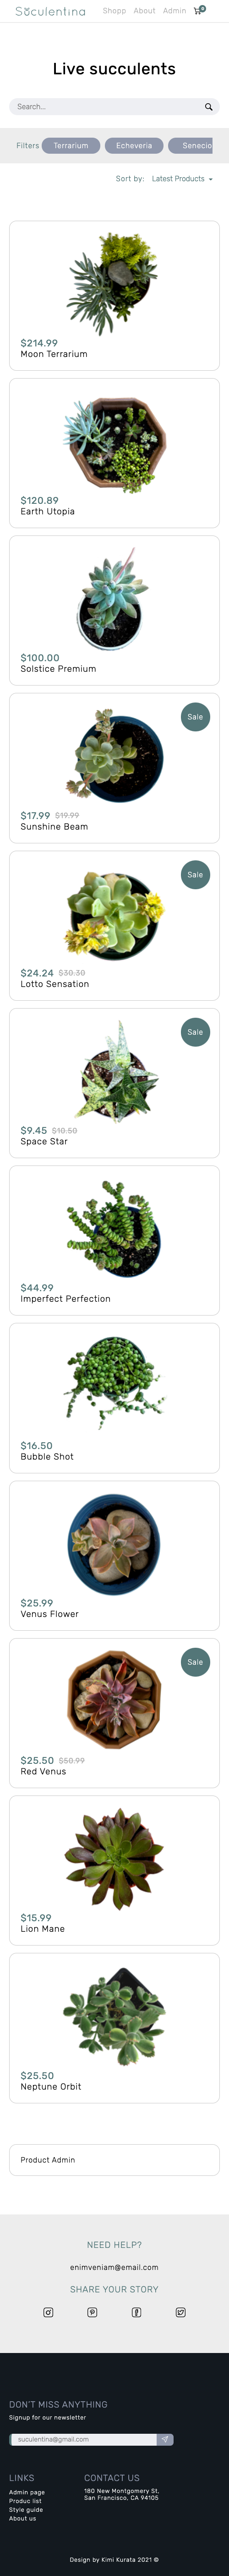 Suculentina Shopp About Admin 0
Live succulents
Search...
Filters Terrarium Echeveria Senecio
Sort by: Latest Products
$214.99
Moon Terrarium
$120.89
Earth Utopia
$100.00
Solstice Premium
Sale
$17.99 $19.99
Sunshine Beam
Sale
$24.24 $30.30
Lotto Sensation
Sale
$9.45 $10.50
Space Star
$44.99
Imperfect Perfection
$16.50
Bubble Shot
$25.99
Venus Flower
Sale
$25.50 $50.99
Red Venus
$15.99
Lion Mane
$25.50
Neptune Orbit
Product Admin
NEED HELP?
enimveniam@email.com
SHARE YOUR STORY
DON'T MISS ANYTHING
Signup for our newsletter
suculentina@gmail.com
LINKS
Admin page
Produc list
Style guide
About us
CONTACT US
180 New Montgomery St,
San Francisco, CA 94105
Design by Kimi Kurata 2021 ©